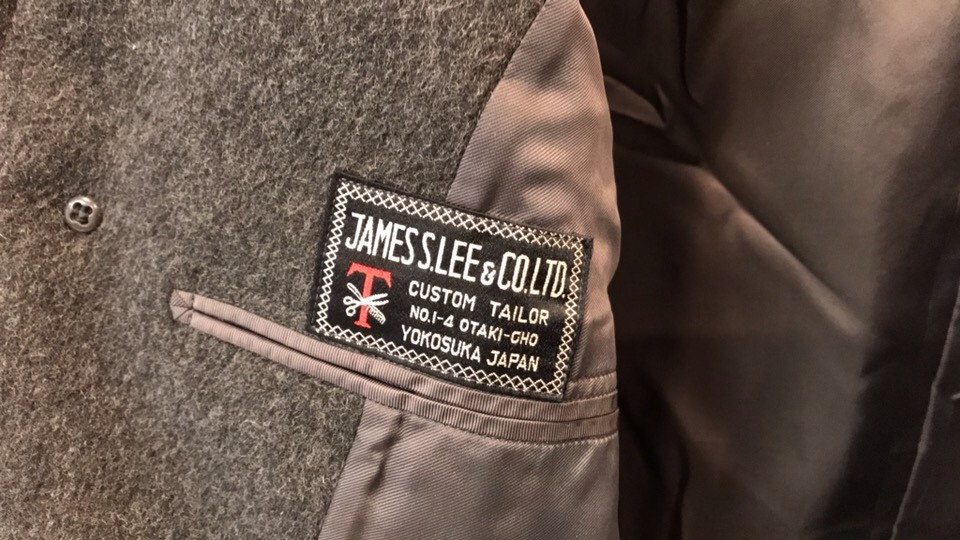 JAMES S. LEE & CO. LTD.
T
CUSTOM TAILOR
NO. 1-4 OTAKI-CHO
YOKOSUKA JAPAN